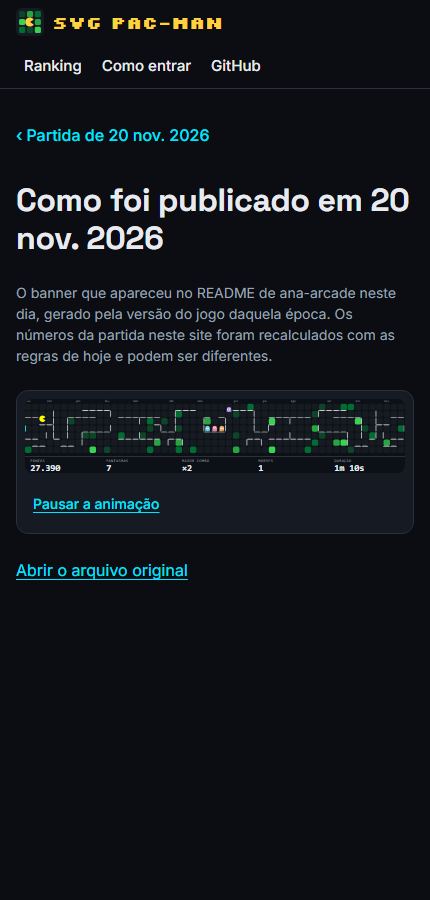 SVG PAC-MAN
Ranking Como entrar GitHub
‹ Partida de 20 nov. 2026
Como foi publicado em 20
nov. 2026
O banner que apareceu no README de ana-arcade neste
dia, gerado pela versão do jogo daquela época. Os
números da partida neste site foram recalculados com as
regras de hoje e podem ser diferentes.
27.390 7 ×2 1 1m 10s
Pausar a animação
Abrir o arquivo original